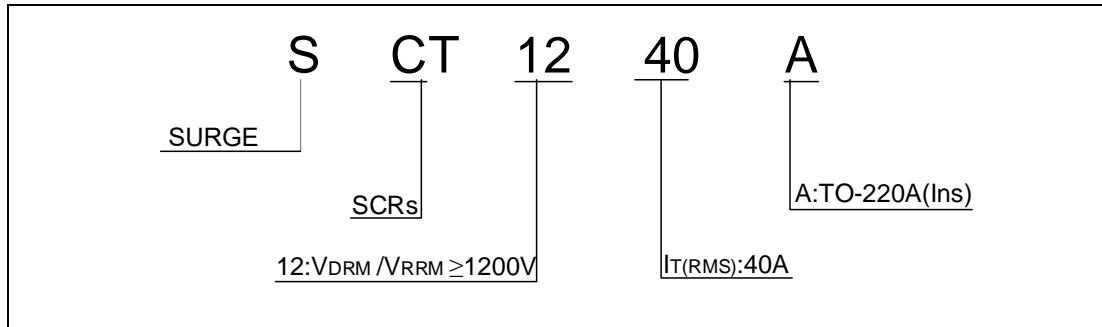 S CT 12 40 A
SURGE
SCRs
A:TO-220A(Ins)
12:VDRM /VRRM ≥1200V
IT(RMS):40A